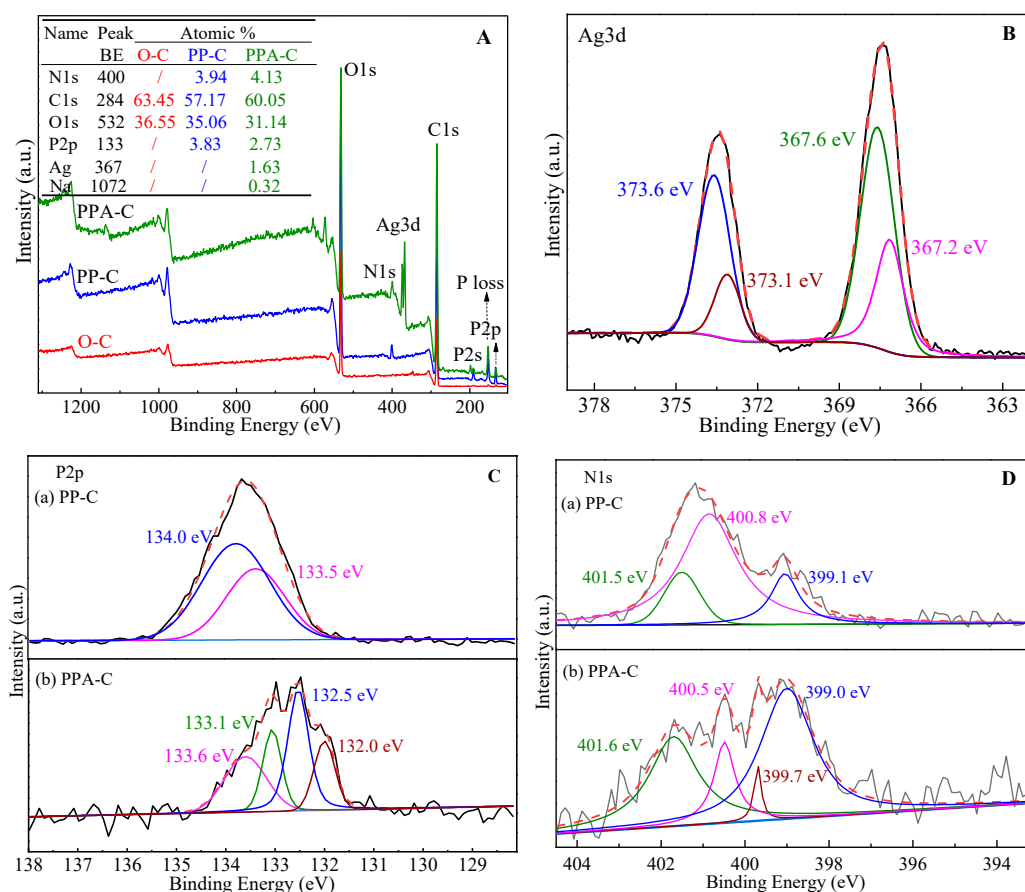 Name Peak Atomic %
BE O-C PP-C PPA-C
N1s 400 / 3.94 4.13
C1s 284 63.45 57.17 60.05
O1s 532 36.55 35.06 31.14
P2p 133 / 3.83 2.73
Ag 367 / / 1.63
Na 1072 / / 0.32
A
O1s
C1s
PPA-C
Ag3d
PP-C
N1s
P loss
P2p
O-C
P2s
Intensity (a.u.)
1200 1000 800 600 400 200
Binding Energy (eV)
Ag3d
B
367.6 eV
373.6 eV
367.2 eV
373.1 eV
Intensity (a.u.)
378 375 372 369 366 363
Binding Energy (eV)
P2p
C
(a) PP-C
134.0 eV
133.5 eV
(b) PPA-C
132.5 eV
133.1 eV
133.6 eV
132.0 eV
Intensity (a.u.)
138 137 136 135 134 133 132 131 130 129
Binding Energy (eV)
N1s
D
(a) PP-C
400.8 eV
401.5 eV
399.1 eV
(b) PPA-C
400.5 eV
399.0 eV
401.6 eV
399.7 eV
Intensity (a.u.)
404 402 400 398 396 394
Binding Energy (eV)